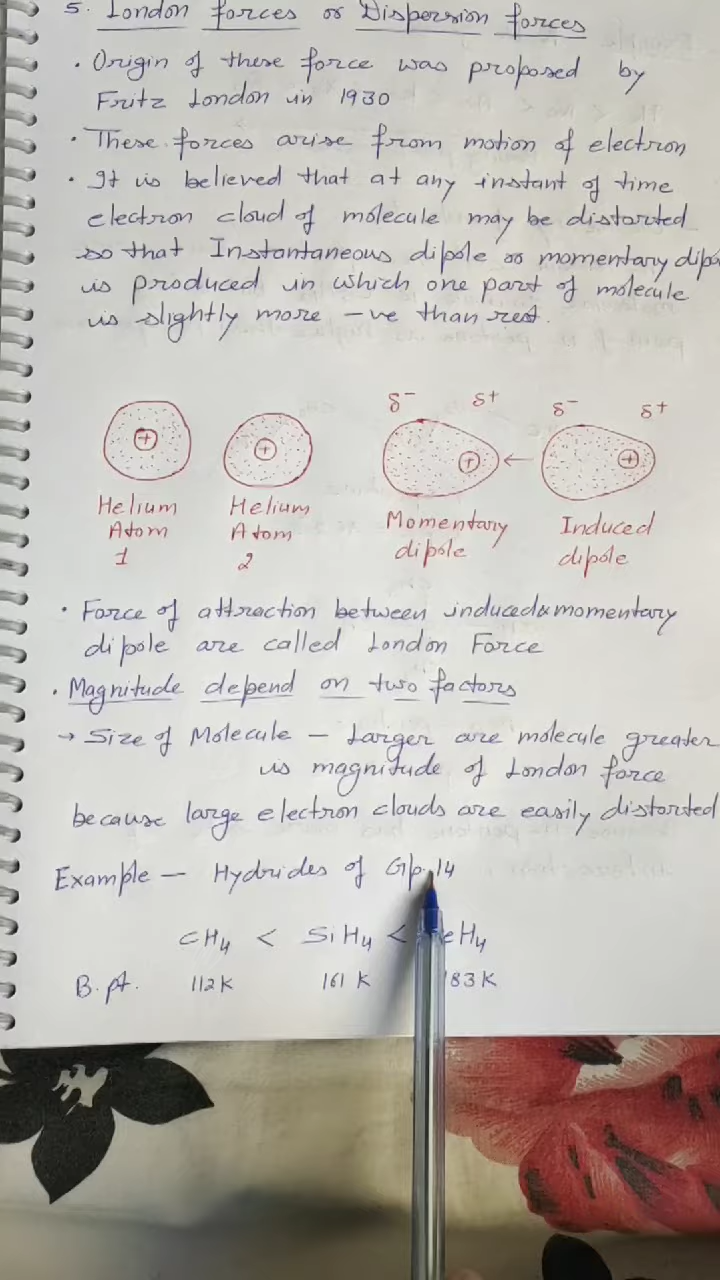 5. London forces or Dispersion forces
• Origin of these force was proposed by
Fritz London in 1930
• These forces arise from motion of electron
• It is believed that at any instant of time
electron cloud of molecule may be distorted
so that Instantaneous dipole or momentary dipo
is produced in which one part of molecule
is slightly more -ve than rest.
δ- δ+ δ- δ+
+ + + ← +
Helium Atom 1
Helium Atom 2
Momentary dipole
Induced dipole
• Force of attraction between induced & momentary
dipole are called London Force
• Magnitude depend on two factors
→ Size of Molecule – Larger are molecule greater
is magnitude of London force
because large electron clouds are easily distorted
Example — Hydrides of Gp. 14
CH4 < SiH4 < eH4
B.pt. 112K 161 K 83 K